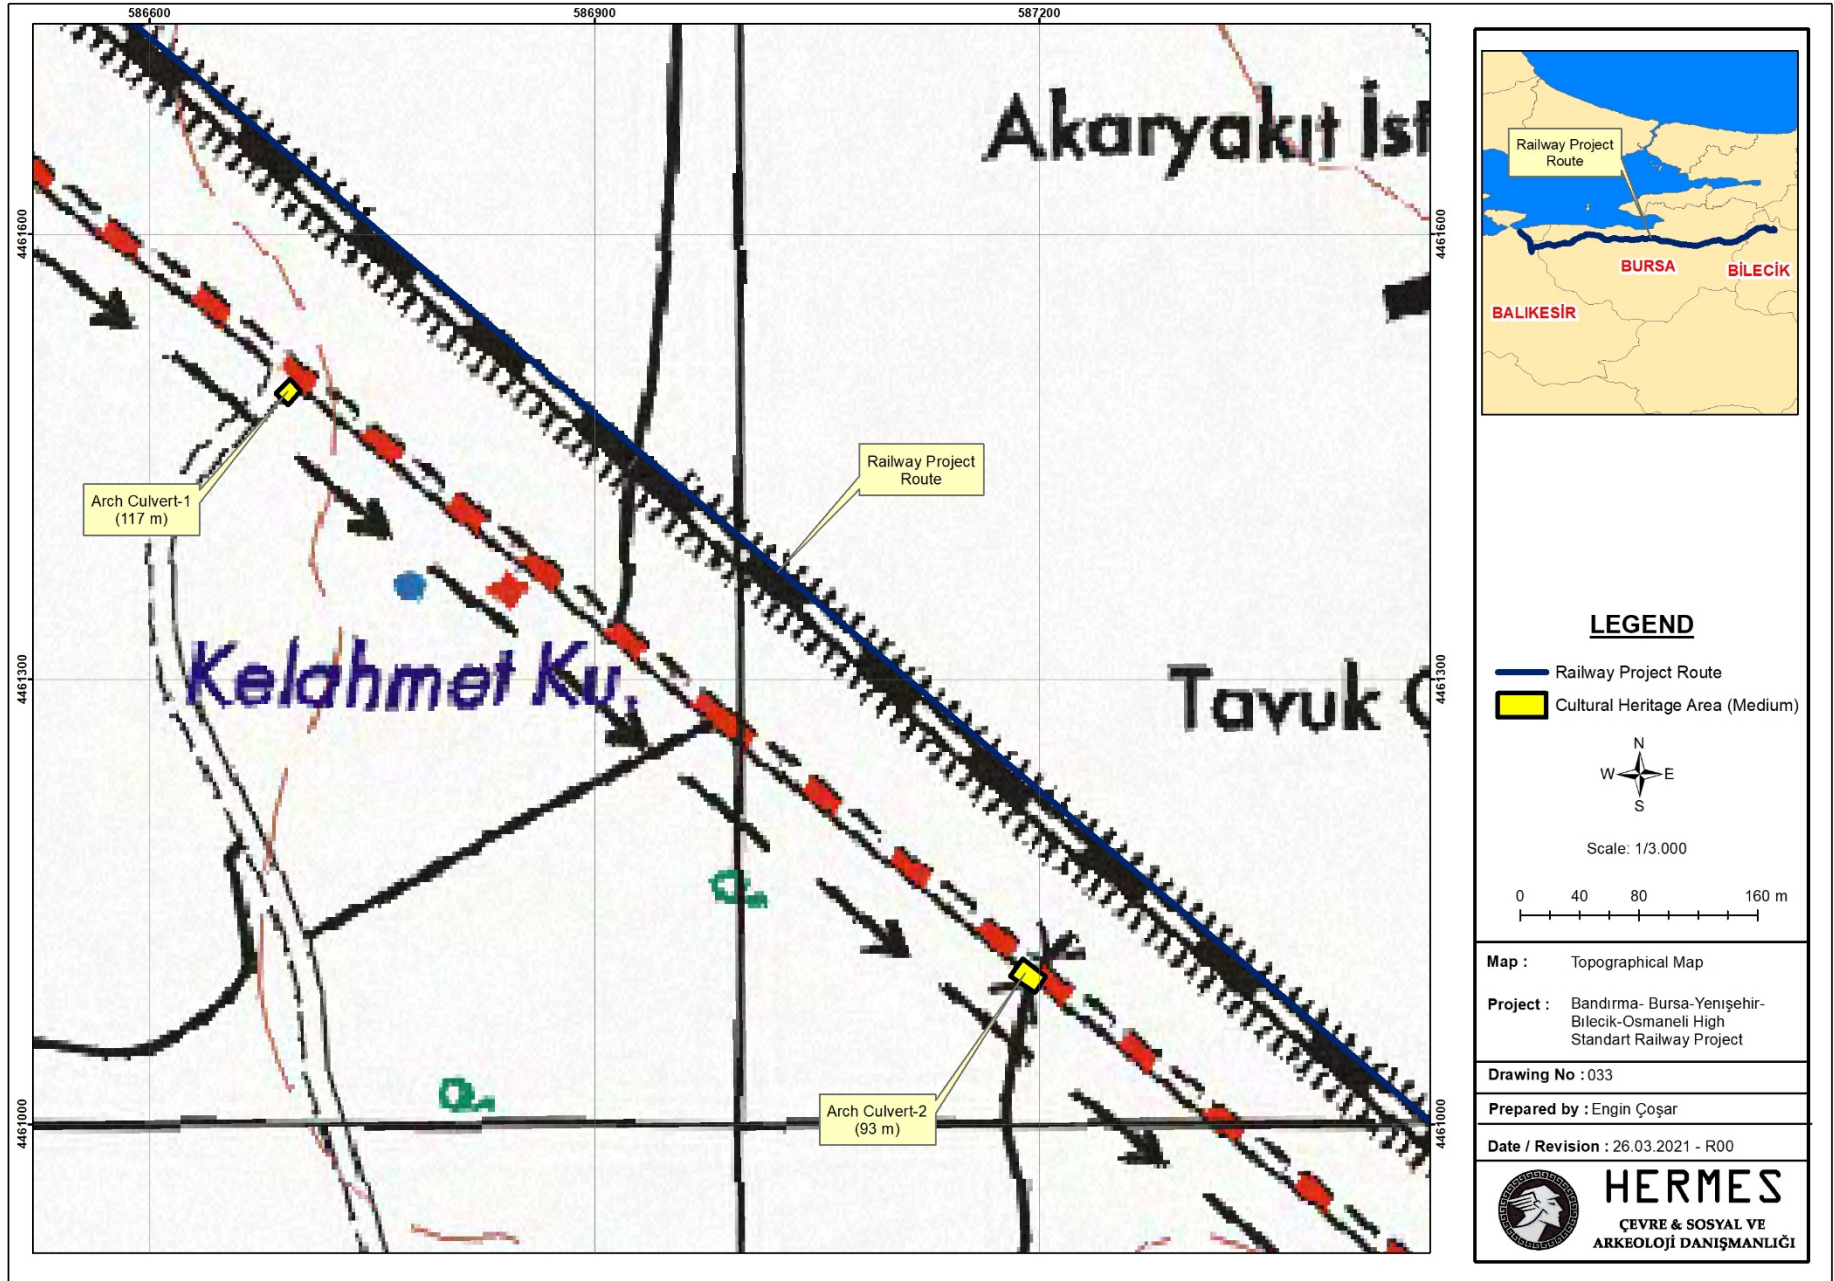 586600
586900
587200
4461600
4461600
4461300
4461300
4461000
4461000
Akaryakıt İst
Arch Culvert-1
(117 m)
Railway Project
Route
Kelahmet Ku.
Tavuk Ç
Q
Q
Arch Culvert-2
(93 m)
Railway Project
Route
BURSA
BİLECİK
BALIKESİR
LEGEND
Railway Project Route
Cultural Heritage Area (Medium)
N
W
E
S
Scale: 1/3.000
0 40 80 160 m
Map : Topographical Map
Project : Bandırma- Bursa-Yenışehir-
Bılecik-Osmaneli High
Standart Railway Project
Drawing No : 033
Prepared by : Engin Çoşar
Date / Revision : 26.03.2021 - R00
HERMES
ÇEVRE & SOSYAL VE
ARKEOLOJİ DANIŞMANLIĞI